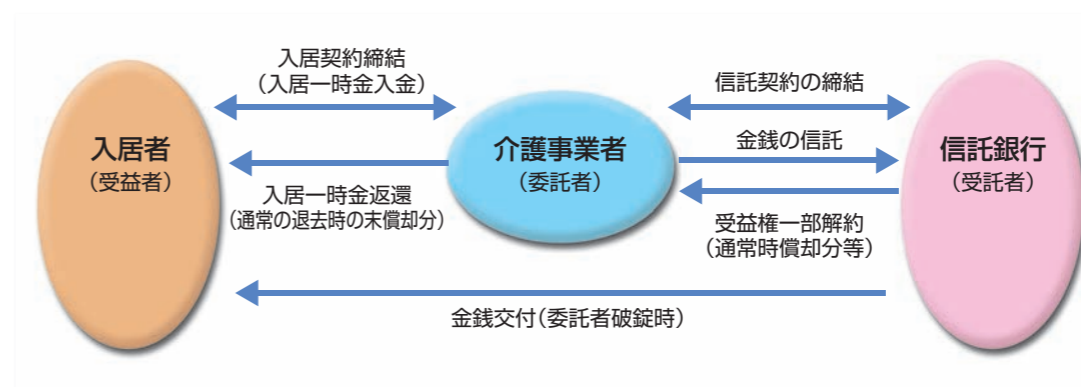 入居契約締結
（入居一時金入金）
信託契約の締結
入居者
（受益者）
介護事業者
（委託者）
金銭の信託
信託銀行
（受託者）
入居一時金返還
（通常の退去時の末償却分）
受益権一部解約
（通常時償却分等）
金銭交付（委託者破錠時）